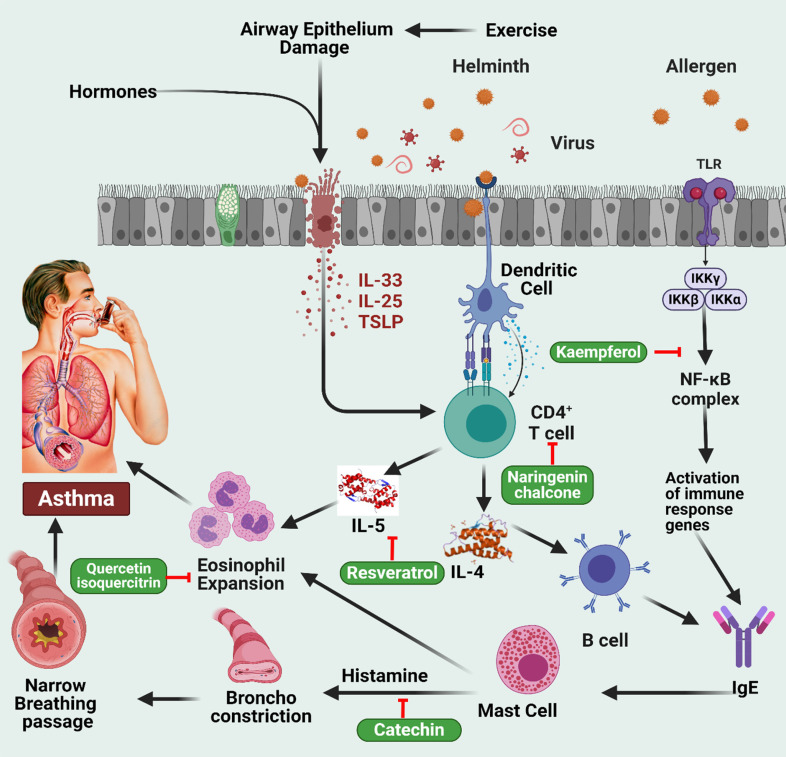 Airway Epithelium
Damage
Exercise
Hormones
Helminth
Allergen
Virus
TLR
IL-33
IL-25
TSLP
Dendritic
Cell
IKKγ
IKKβ
IKKα
Kaempferol
NF-κB
complex
CD4⁺
T cell
Naringenin
chalcone
Activation
of immune
response
genes
Asthma
IL-5
IL-4
Quercetin
isoquercitrin
Eosinophil
Expansion
Resveratrol
B cell
IgE
Narrow
Breathing
passage
Broncho
constriction
Histamine
Catechin
Mast Cell